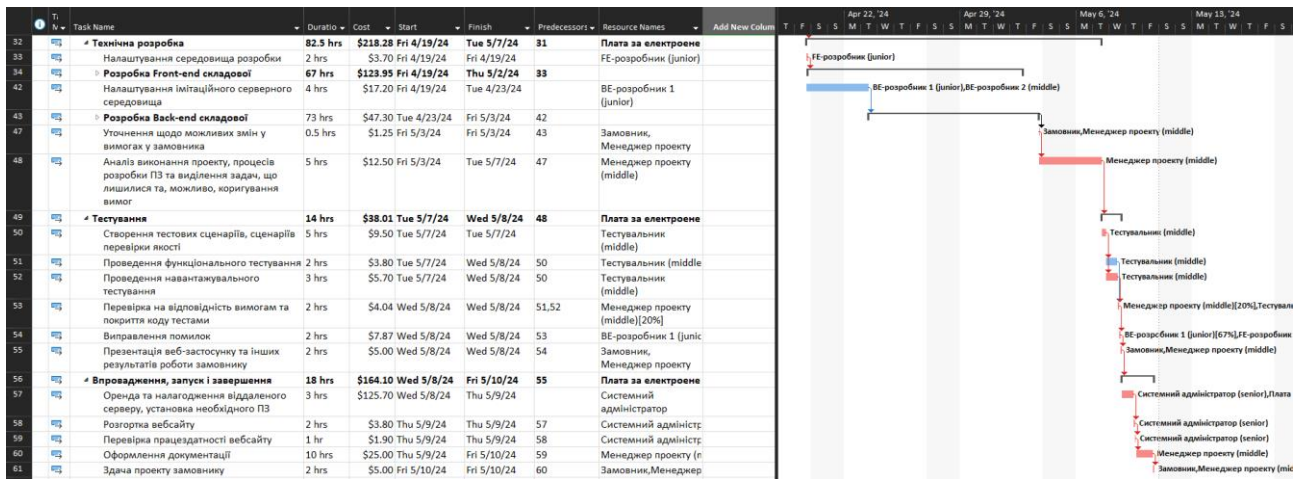 Task Name Duratio Cost Start Finish Predecessors Resource Names Add New Colum
Apr 22, '24 Apr 29, '24 May 6, '24 May 13, '24
T F S S M T W T F S S M T W T F S S M T W T F S S M T W T F S
32 Технічна розробка 82.5 hrs $218.28 Fri 4/19/24 Tue 5/7/24 31 Плата за електроене
33 Налаштування середовища розробки 2 hrs $3.70 Fri 4/19/24 Fri 4/19/24 FE-розробник (junior)
FE-розробник (junior)
34 Розробка Front-end складової 67 hrs $123.95 Fri 4/19/24 Thu 5/2/24 33
42 Налаштування імітаційного серверного 4 hrs $17.20 Fri 4/19/24 Tue 4/23/24 BE-розробник 1
середовища (junior)
BE-розробник 1 (junior),BE-розробник 2 (middle)
43 Розробка Back-end складової 73 hrs $47.30 Tue 4/23/24 Fri 5/3/24 42
47 Уточнення щодо можливих змін у 0.5 hrs $1.25 Fri 5/3/24 Fri 5/3/24 43 Замовник,
вимогах у замовника Менеджер проекту
Замовник,Менеджер проекту (middle)
48 Аналіз виконання проекту, процесів 5 hrs $12.50 Fri 5/3/24 Tue 5/7/24 47 Менеджер проекту
розробки ПЗ та виділення задач, що (middle)
лишилися та, можливо, коригування
вимог
Менеджер проекту (middle)
49 Тестування 14 hrs $38.01 Tue 5/7/24 Wed 5/8/24 48 Плата за електроене
50 Створення тестових сценаріїв, сценаріїв 5 hrs $9.50 Tue 5/7/24 Tue 5/7/24 Тестувальник
перевірки якості (middle)
Тестувальник (middle)
51 Проведення функціонального тестування 2 hrs $3.80 Tue 5/7/24 Wed 5/8/24 50 Тестувальник (middle
Тестувальник (middle)
52 Проведення навантажувального 3 hrs $5.70 Tue 5/7/24 Wed 5/8/24 50 Тестувальник
тестування (middle)
Тестувальник (middle)
53 Перевірка на відповідність вимогам та 2 hrs $4.04 Wed 5/8/24 Wed 5/8/24 51,52 Менеджер проекту
покриття коду тестами (middle)[20%]
Менеджер проекту (middle)[20%],Тестувал
54 Виправлення помилок 2 hrs $7.87 Wed 5/8/24 Wed 5/8/24 53 BE-розробник 1 (junic
BE-розробник 1 (junior)[67%],FE-розробник
55 Презентація веб-застосунку та інших 2 hrs $5.00 Wed 5/8/24 Wed 5/8/24 54 Замовник,
результатів роботи замовнику Менеджер проекту
Замовник,Менеджер проекту (middle)
56 Впровадження, запуск і завершення 18 hrs $164.10 Wed 5/8/24 Fri 5/10/24 55 Плата за електроене
57 Оренда та налагодження віддаленого 3 hrs $125.70 Wed 5/8/24 Thu 5/9/24 Системний
серверу, установка необхідного ПЗ адміністратор
Системний адміністратор (senior),Плата
58 Розгортка вебсайту 2 hrs $3.80 Thu 5/9/24 Thu 5/9/24 57 Системний адміністр
Системний адміністратор (senior)
59 Перевірка працездатності вебсайту 1 hr $1.90 Thu 5/9/24 Thu 5/9/24 58 Системний адміністр
Системний адміністратор (senior)
60 Оформлення документації 10 hrs $25.00 Thu 5/9/24 Fri 5/10/24 59 Менеджер проекту (п
Менеджер проекту (middle)
61 Здача проекту замовнику 2 hrs $5.00 Fri 5/10/24 Fri 5/10/24 60 Замовник,Менеджер
Замовник,Менеджер проекту (mid